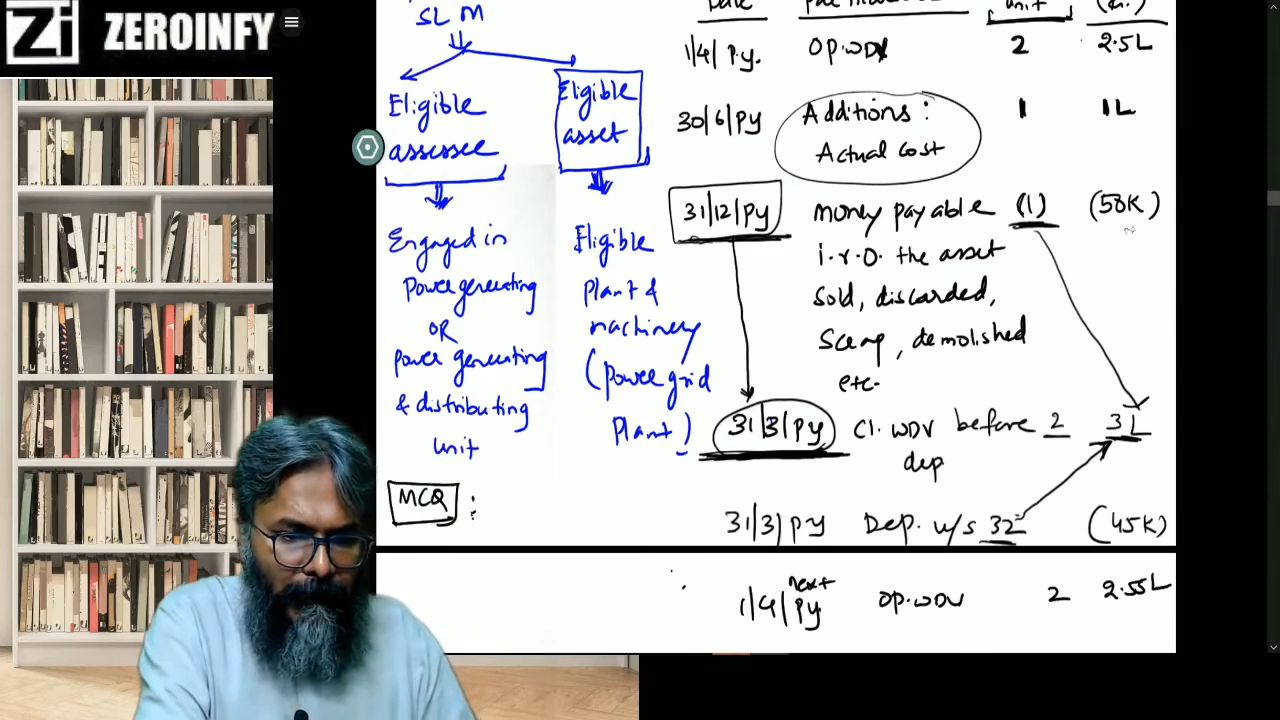 Zi ZEROINFY
SLM
Eligible
assessee
Engaged in
Power generating
OR
Power generating
& distributing
unit
MCQ :
Eligible
asset
Eligible
Plant &
machinery
(Power grid
Plant)
Date
unit
1/4/P.y. OP.WDV 2 2.5L
30/6/PY Additions : 1 1L
Actual cost
31/12/PY money payable (1) (50K)
i.r.o. the asset
sold, discarded,
Scrap, demolished
etc.
31/3/PY Cl. WDV before 2 3L
dep
31/3/PY Dep. u/s 32 (45K)
next
1/4/PY OP.WDV 2 2.55L